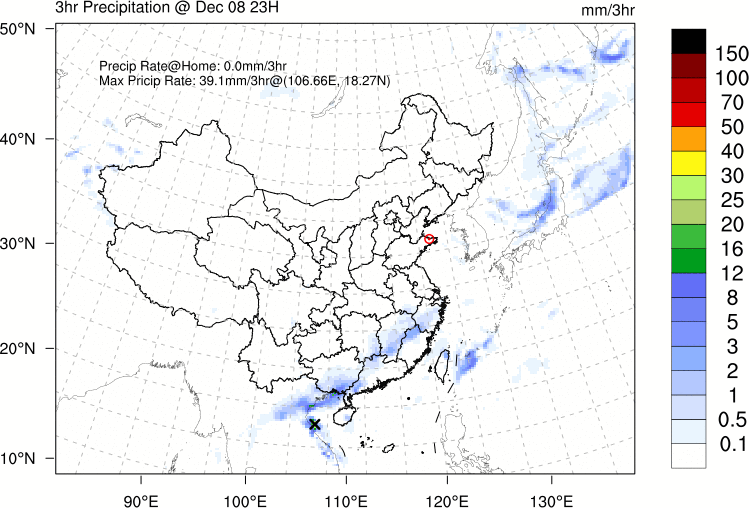 3hr Precipitation @ Dec 08 23H
mm/3hr
Precip Rate@Home: 0.0mm/3hr
Max Pricip Rate: 39.1mm/3hr@(106.66E, 18.27N)
50°N
40°N
30°N
20°N
10°N
90°E
100°E
110°E
120°E
130°E
150
100
70
50
40
30
25
20
16
12
8
5
3
2
1
0.5
0.1